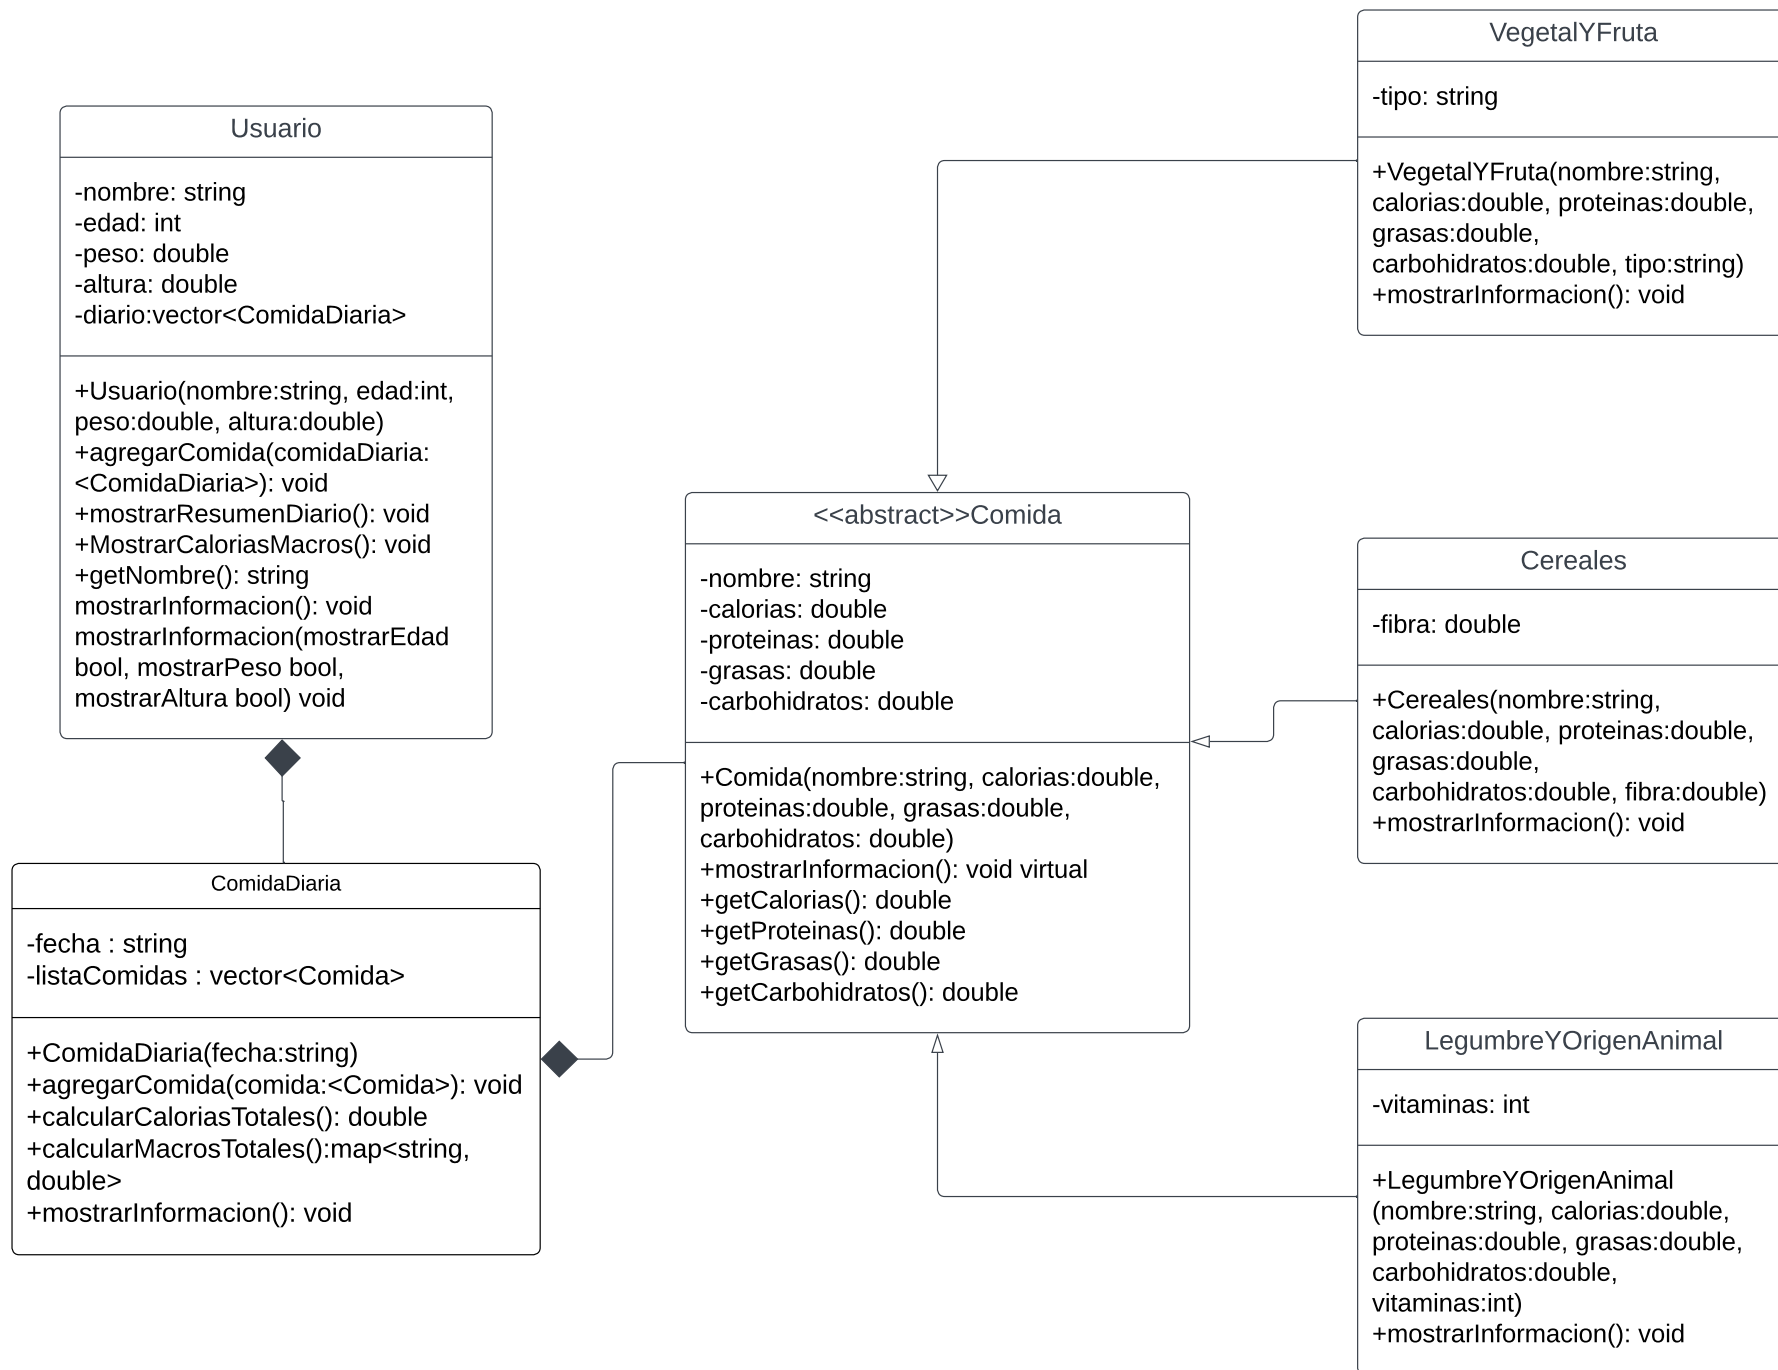 Usuario
-nombre: string
-edad: int
-peso: double
-altura: double
-diario:vector<ComidaDiaria>
+Usuario(nombre:string, edad:int,
peso:double, altura:double)
+agregarComida(comidaDiaria:
<ComidaDiaria>): void
+mostrarResumenDiario(): void
+MostrarCaloriasMacros(): void
+getNombre(): string
mostrarInformacion(): void
mostrarInformacion(mostrarEdad
bool, mostrarPeso bool,
mostrarAltura bool) void
ComidaDiaria
-fecha : string
-listaComidas : vector<Comida>
+ComidaDiaria(fecha:string)
+agregarComida(comida:<Comida>): void
+calcularCaloriasTotales(): double
+calcularMacrosTotales():map<string,
double>
+mostrarInformacion(): void
<<abstract>>Comida
-nombre: string
-calorias: double
-proteinas: double
-grasas: double
-carbohidratos: double
+Comida(nombre:string, calorias:double,
proteinas:double, grasas:double,
carbohidratos: double)
+mostrarInformacion(): void virtual
+getCalorias(): double
+getProteinas(): double
+getGrasas(): double
+getCarbohidratos(): double
VegetalYFruta
-tipo: string
+VegetalYFruta(nombre:string,
calorias:double, proteinas:double,
grasas:double,
carbohidratos:double, tipo:string)
+mostrarInformacion(): void
Cereales
-fibra: double
+Cereales(nombre:string,
calorias:double, proteinas:double,
grasas:double,
carbohidratos:double, fibra:double)
+mostrarInformacion(): void
LegumbreYOrigenAnimal
-vitaminas: int
+LegumbreYOrigenAnimal
(nombre:string, calorias:double,
proteinas:double, grasas:double,
carbohidratos:double,
vitaminas:int)
+mostrarInformacion(): void